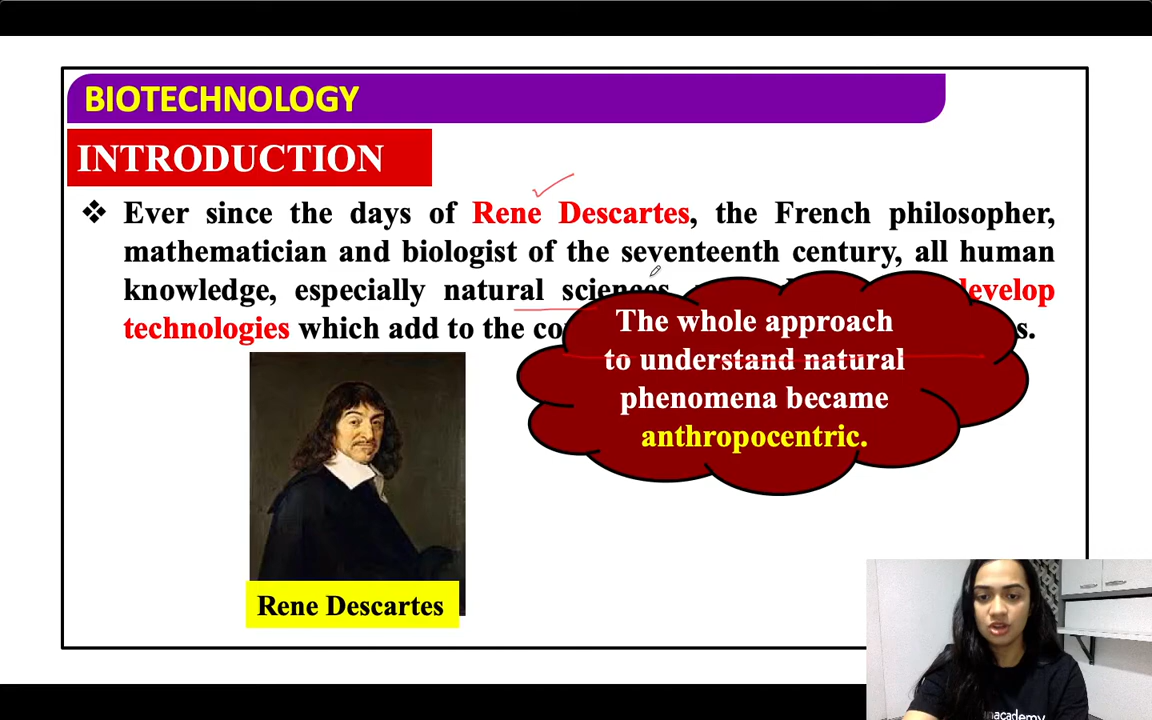 BIOTECHNOLOGY
INTRODUCTION
❖ Ever since the days of Rene Descartes, the French philosopher,
mathematician and biologist of the seventeenth century, all human
knowledge, especially natural sciences
technologies which add to the
The whole approach
to understand natural
phenomena became
anthropocentric.
Rene Descartes